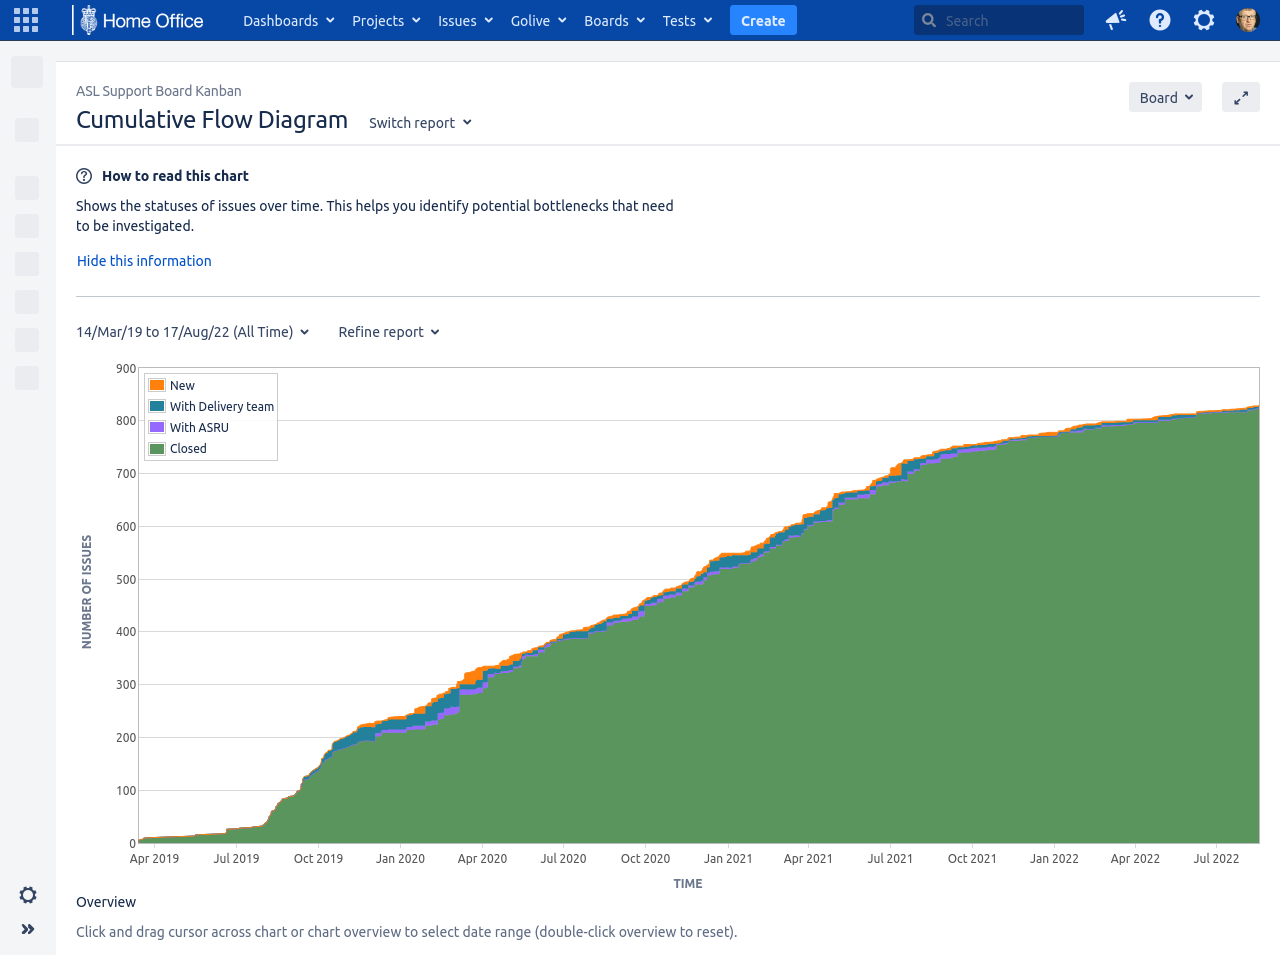 Home Office
Dashboards Projects Issues Golive Boards Tests Create Search
ASL Support Board Kanban
Cumulative Flow Diagram Switch report Board
How to read this chart
Shows the statuses of issues over time. This helps you identify potential bottlenecks that need
to be investigated.
Hide this information
14/Mar/19 to 17/Aug/22 (All Time) Refine report
900
800
700
600
500
400
300
200
100
0
NUMBER OF ISSUES
New
With Delivery team
With ASRU
Closed
Apr 2019 Jul 2019 Oct 2019 Jan 2020 Apr 2020 Jul 2020 Oct 2020 Jan 2021 Apr 2021 Jul 2021 Oct 2021 Jan 2022 Apr 2022 Jul 2022
TIME
Overview
Click and drag cursor across chart or chart overview to select date range (double-click overview to reset).